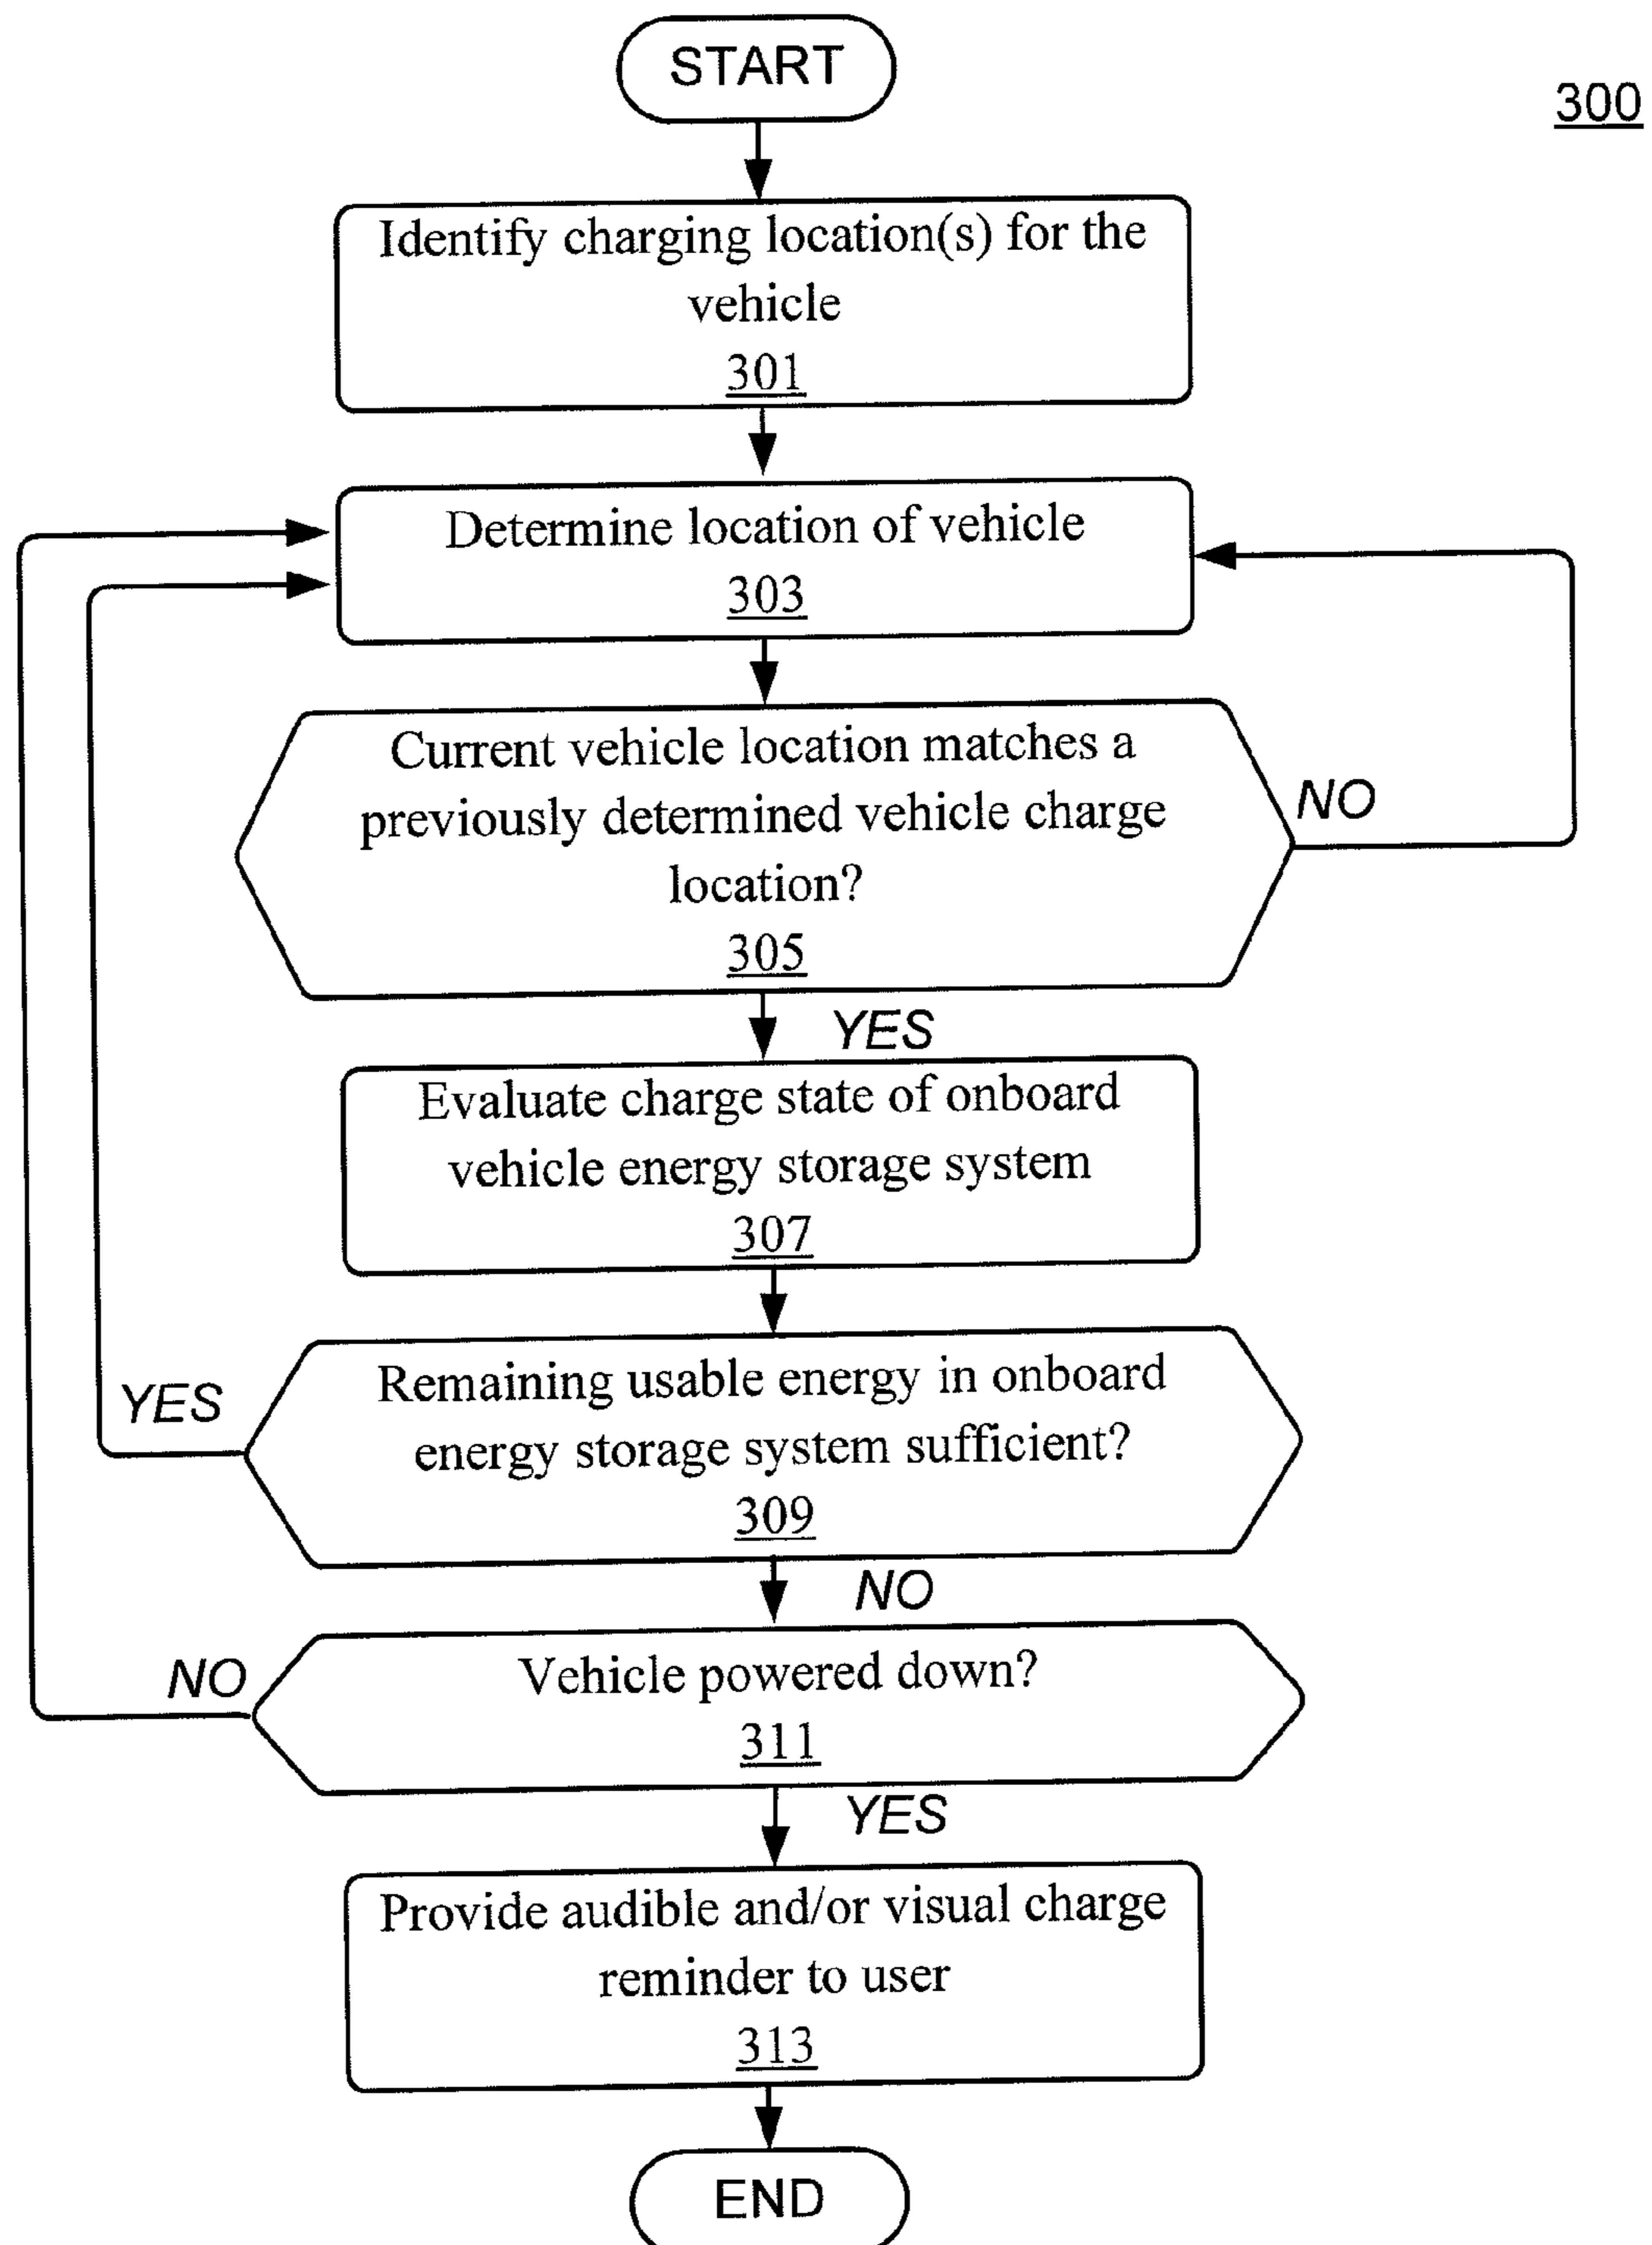 START
300
Identify charging location(s) for the
vehicle
301
Determine location of vehicle
303
Current vehicle location matches a
previously determined vehicle charge
location?
305
NO
YES
Evaluate charge state of onboard
vehicle energy storage system
307
Remaining usable energy in onboard
energy storage system sufficient?
309
YES
NO
Vehicle powered down?
311
NO
YES
Provide audible and/or visual charge
reminder to user
313
END